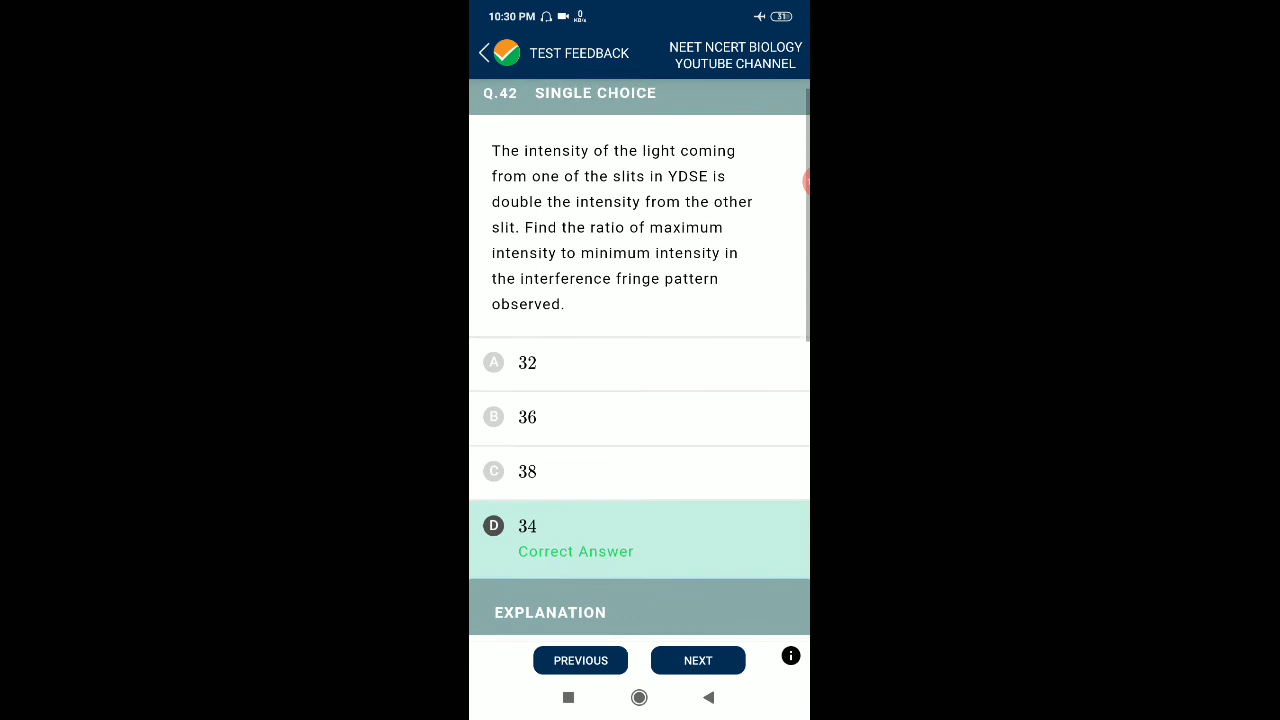 10:30 PM 0 KB/s 31
TEST FEEDBACK
NEET NCERT BIOLOGY
YOUTUBE CHANNEL
Q.42 SINGLE CHOICE
The intensity of the light coming
from one of the slits in YDSE is
double the intensity from the other
slit. Find the ratio of maximum
intensity to minimum intensity in
the interference fringe pattern
observed.
A 32
B 36
C 38
D 34
Correct Answer
EXPLANATION
PREVIOUS NEXT i